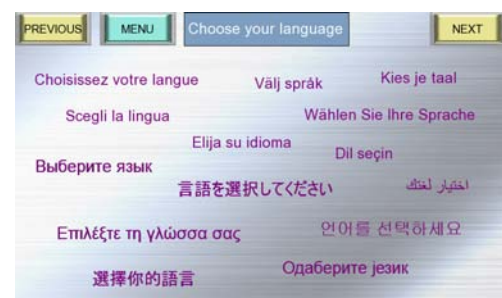 PREVIOUS MENU Choose your language NEXT
Choisissez votre langue Välj språk Kies je taal
Scegli la lingua Wählen Sie Ihre Sprache
Elija su idioma Dil seçin
Выберите язык
言語を選択してください اختيار لغتك
Επιλέξτε τη γλώσσα σας 언어를 선택하세요
選擇你的語言 Одаберите језик